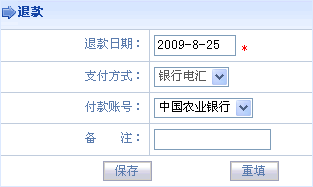 退款
退款日期： 2009-8-25 *
支付方式： 银行电汇
付款账号： 中国农业银行
备 注：
保存 重填